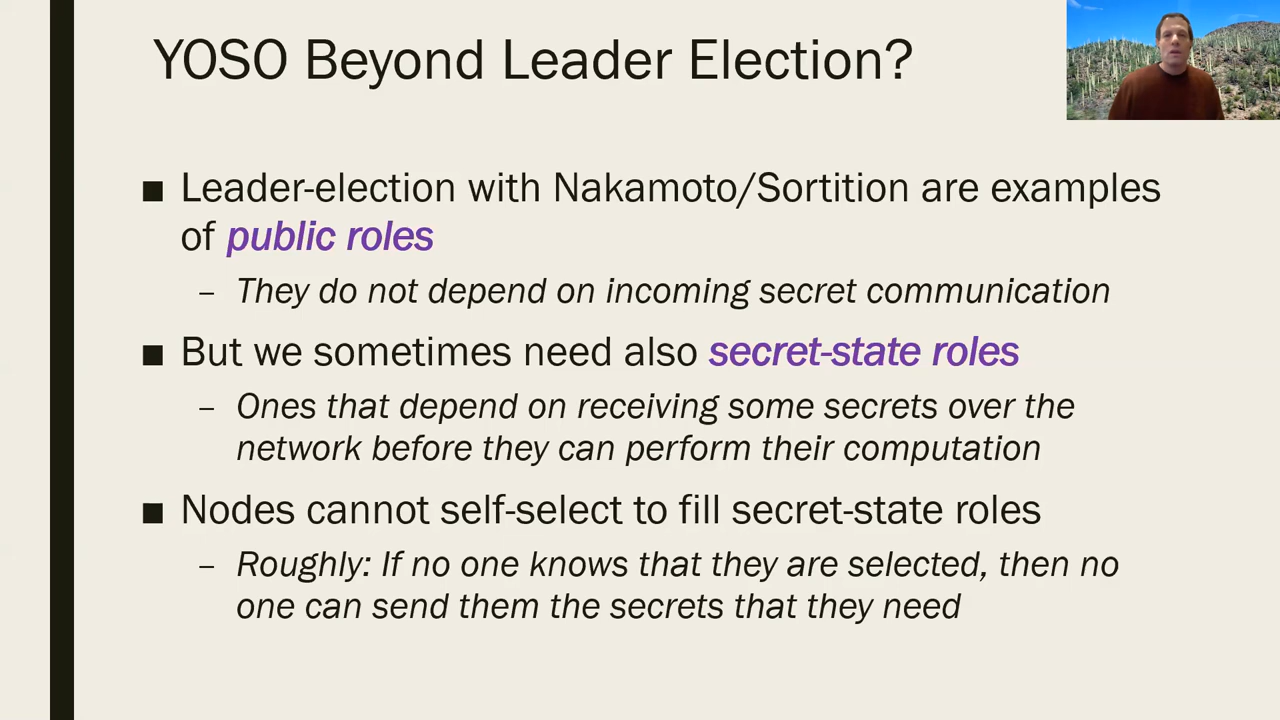 YOSO Beyond Leader Election?
■ Leader-election with Nakamoto/Sortition are examples
of public roles
– They do not depend on incoming secret communication
■ But we sometimes need also secret-state roles
– Ones that depend on receiving some secrets over the
network before they can perform their computation
■ Nodes cannot self-select to fill secret-state roles
– Roughly: If no one knows that they are selected, then no
one can send them the secrets that they need